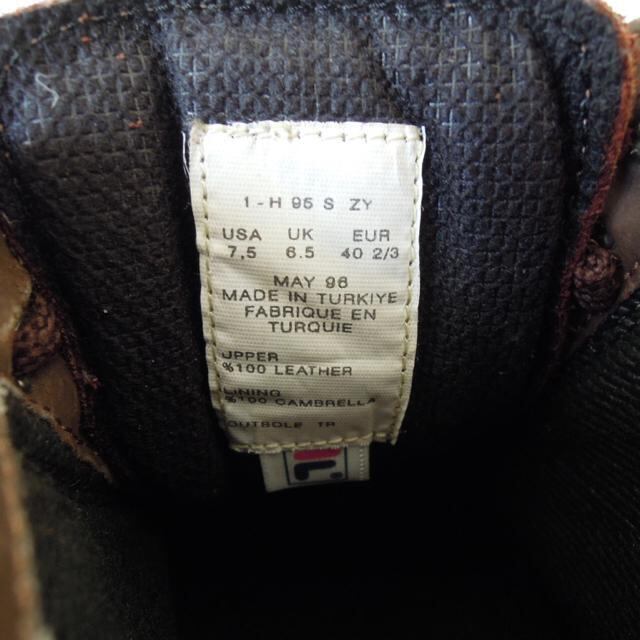 1-H 95 S ZY
USA UK EUR
7,5 6.5 40 2/3
MAY 96
MADE IN TURKIYE
FABRIQUE EN
TURQUIE
UPPER
%100 LEATHER
LINING
%100 CAMBRELLA
OUTSOLE TR